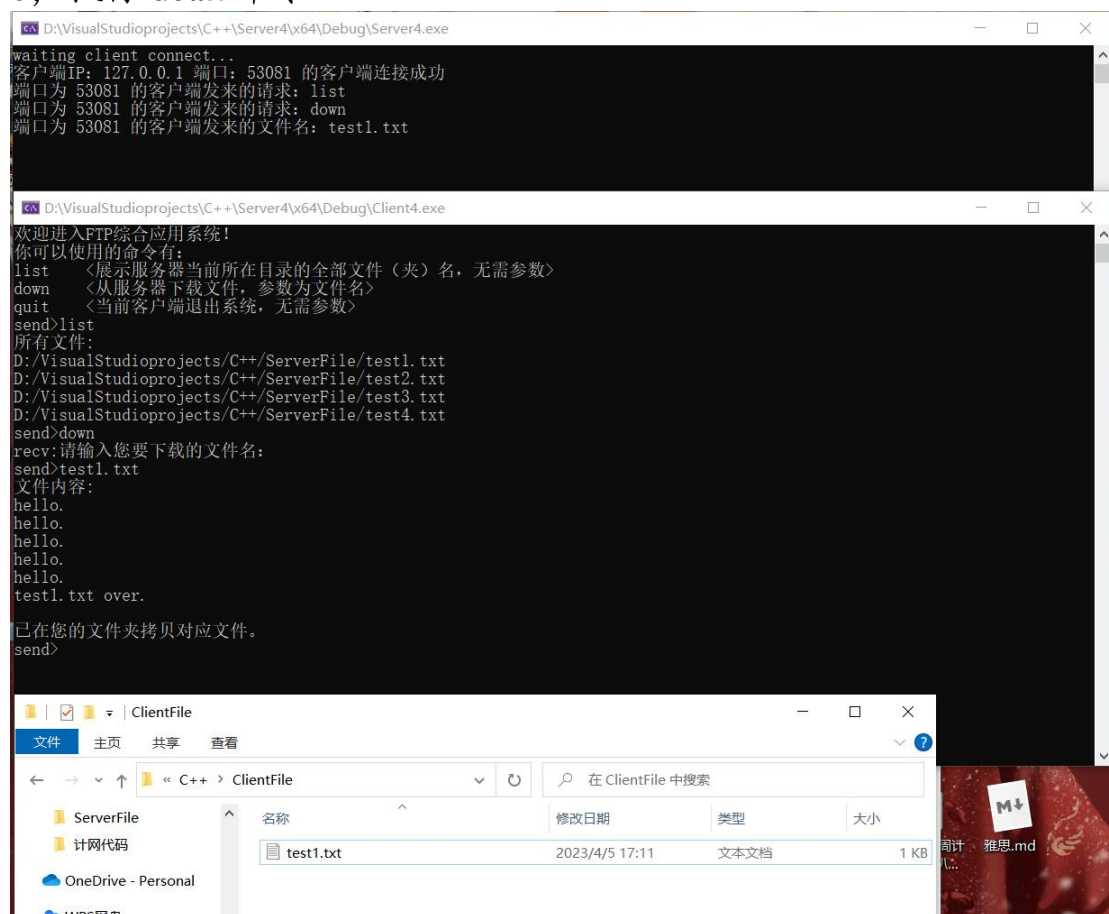 D:\VisualStudioprojects\C++\Server4\x64\Debug\Server4.exe
waiting client connect...
客户端IP: 127.0.0.1 端口: 53081 的客户端连接成功
端口为 53081 的客户端发来的请求: list
端口为 53081 的客户端发来的请求: down
端口为 53081 的客户端发来的文件名: test1.txt
D:\VisualStudioprojects\C++\Server4\x64\Debug\Client4.exe
欢迎进入FTP综合应用系统!
你可以使用的命令有:
list <展示服务器当前所在目录的全部文件（夹）名，无需参数>
down <从服务器下载文件，参数为文件名>
quit <当前客户端退出系统，无需参数>
send>list
所有文件:
D:/VisualStudioprojects/C++/ServerFile/test1.txt
D:/VisualStudioprojects/C++/ServerFile/test2.txt
D:/VisualStudioprojects/C++/ServerFile/test3.txt
D:/VisualStudioprojects/C++/ServerFile/test4.txt
send>down
recv:请输入您要下载的文件名:
send>test1.txt
文件内容:
hello.
hello.
hello.
hello.
hello.
test1.txt over.
已在您的文件夹拷贝对应文件。
send>
ClientFile
文件 主页 共享 查看
« C++ > ClientFile 在 ClientFile 中搜索
ServerFile 名称 修改日期 类型 大小
计网代码 test1.txt 2023/4/5 17:11 文本文档 1 KB
周计 雅思.md
OneDrive - Personal